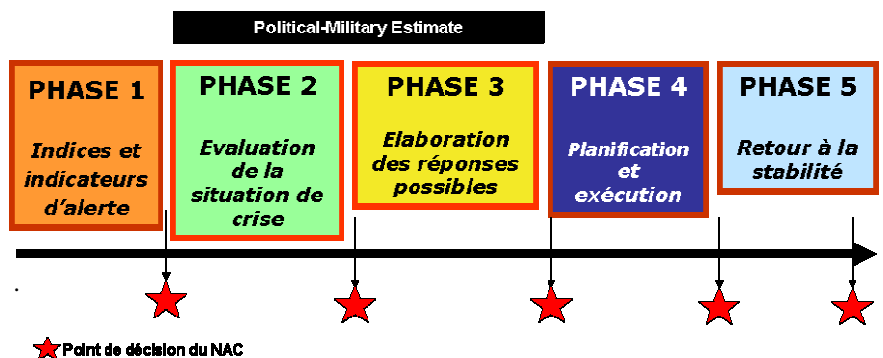 Political-Military Estimate
PHASE 1
Indices et
indicateurs
d'alerte
PHASE 2
Evaluation
de la
situation de
crise
PHASE 3
Elaboration
des réponses
possibles
PHASE 4
Planification
et
exécution
PHASE 5
Retour à la
stabilité
Point de décision du NAC